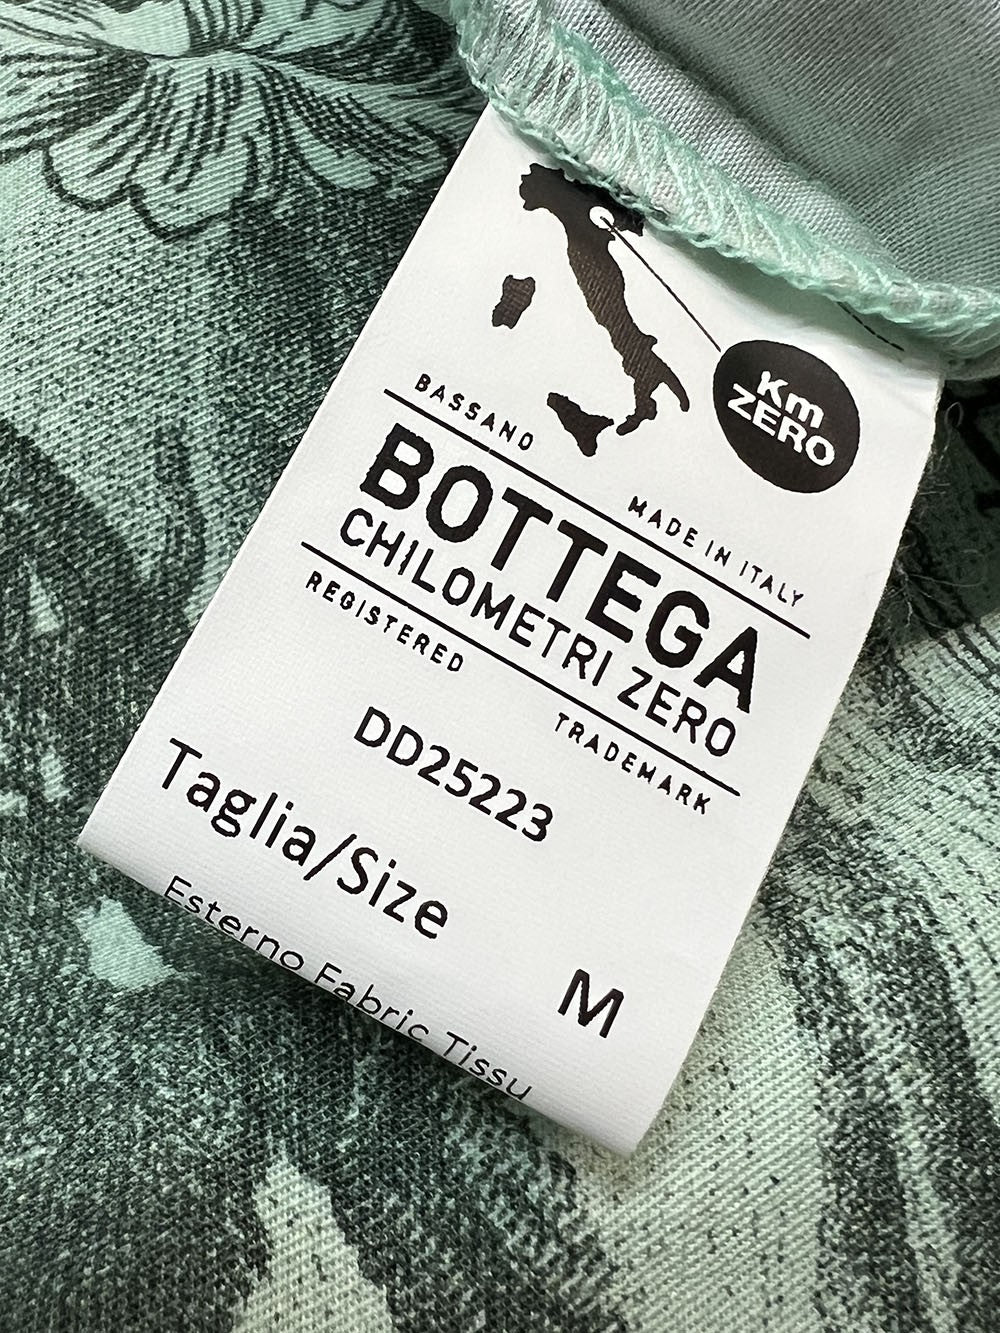 Km
ZERO
BASSANO
MADE IN ITALY
BOTTEGA
CHILOMETRI ZERO
REGISTERED
TRADEMARK
DD25223
Taglia/Size
M
Esterno Fabric Tissu